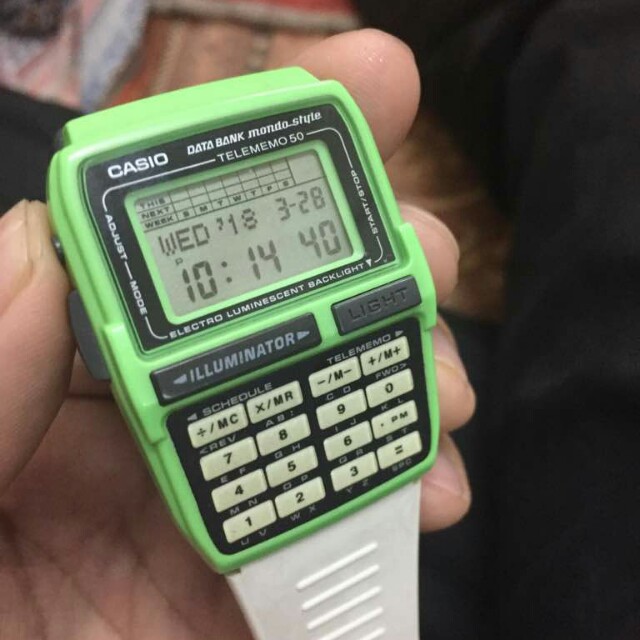 DATA BANK mondo style
CASIO
TELEMEMO 50
THIS
NEXT
WEEK S M T W T F S
WED '18 3-28
P
10:14 40
ADJUST MODE
START/STOP
ELECTRO LUMINESCENT BACKLIGHT
LIGHT
ILLUMINATOR
SCHEDULE
TELEMEMO
÷/MC ×/MR −/M- +/M+
<REV A B : C D FWD>
7 8 9 0
E F G H I J K L
4 5 6 . PM
M N O P Q R S T
1 2 3 =
U V W X Y Z SPC